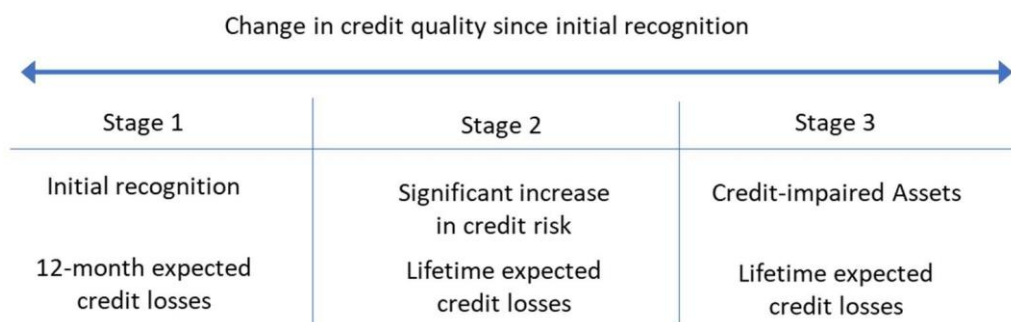 Change in credit quality since initial recognition
Stage 1
Stage 2
Stage 3
Initial recognition
Significant increase
in credit risk
Credit-impaired Assets
12-month expected
credit losses
Lifetime expected
credit losses
Lifetime expected
credit losses